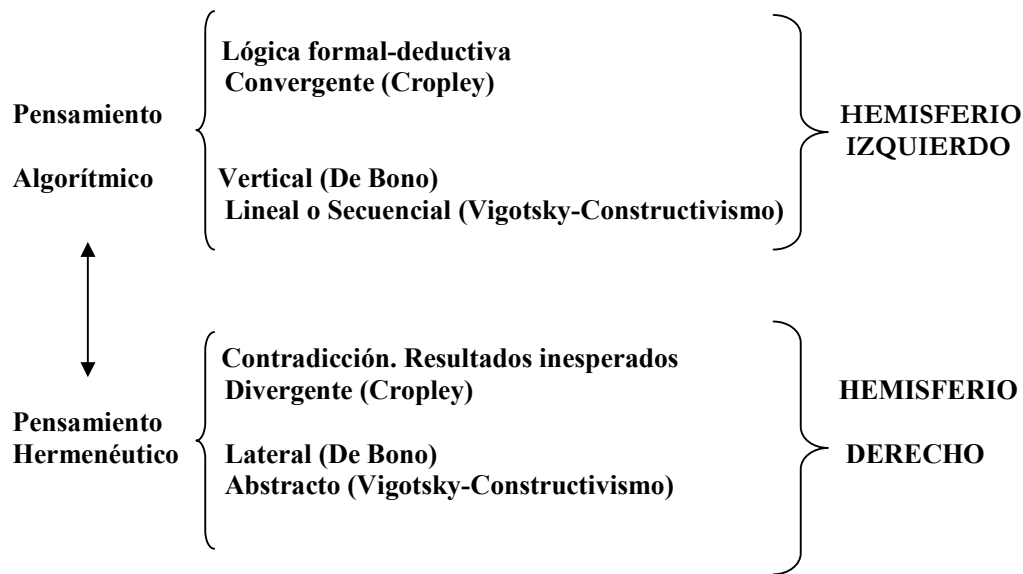 Lógica formal-deductiva
Convergente (Cropley)
Pensamiento
Algorítmico
Vertical (De Bono)
Lineal o Secuencial (Vigotsky-Constructivismo)
HEMISFERIO
IZQUIERDO
Contradicción. Resultados inesperados
Divergente (Cropley)
Pensamiento
Hermenéutico
Lateral (De Bono)
Abstracto (Vigotsky-Constructivismo)
HEMISFERIO
DERECHO